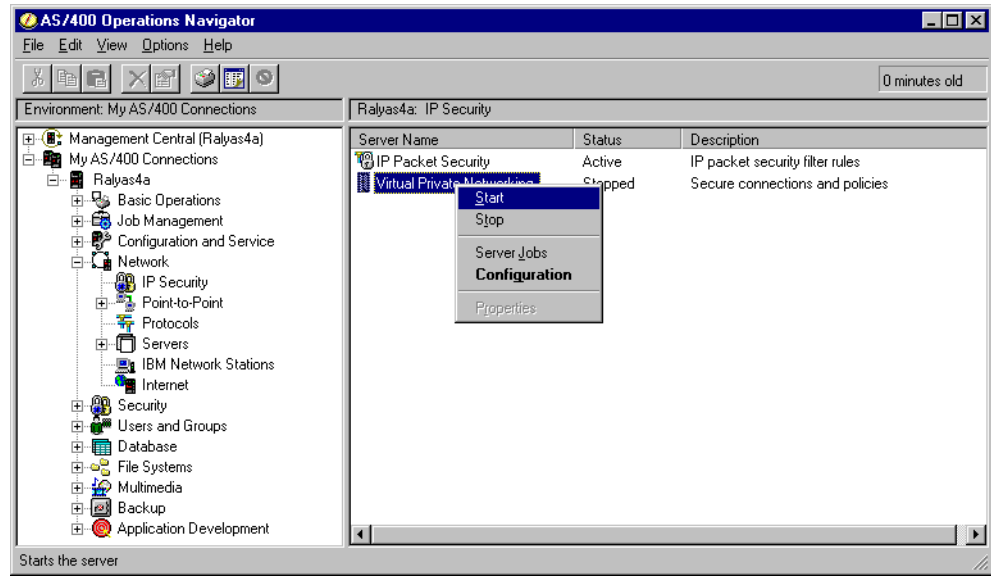 AS/400 Operations Navigator
File Edit View Options Help
0 minutes old
Environment: My AS/400 Connections
Ralyas4a: IP Security
Management Central (Ralyas4a)
My AS/400 Connections
Ralyas4a
Basic Operations
Job Management
Configuration and Service
Network
IP Security
Point-to-Point
Protocols
Servers
IBM Network Stations
Internet
Security
Users and Groups
Database
File Systems
Multimedia
Backup
Application Development
Server Name Status Description
IP Packet Security Active IP packet security filter rules
Virtual Private Networking Stopped Secure connections and policies
Start
Stop
Server Jobs
Configuration
Properties
Starts the server